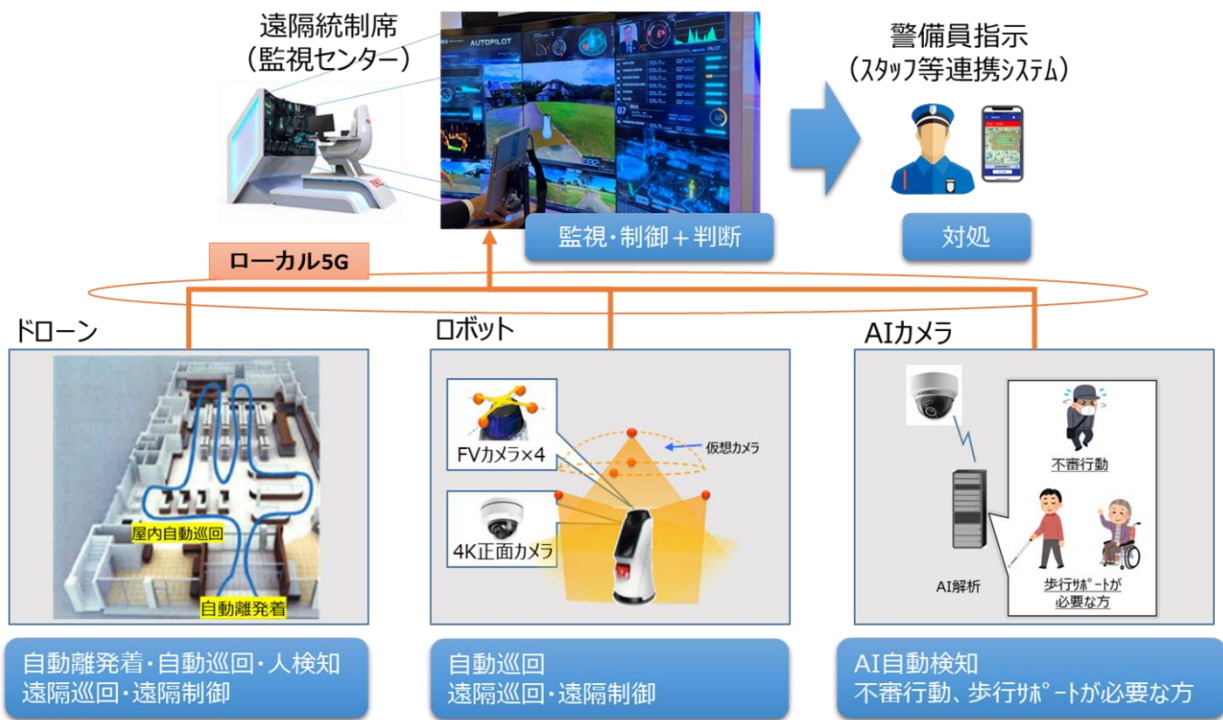 遠隔統制席
（監視センター）
AUTOPILOT
警備員指示
（スタッフ等連携システム）
監視・制御＋判断
対処
ローカル5G
ドローン
ロボット
AIカメラ
屋内自動巡回
自動離発着
FVカメラ×4
仮想カメラ
4K正面カメラ
不審行動
AI解析
歩行ｻﾎﾟｰﾄが
必要な方
自動離発着・自動巡回・人検知
遠隔巡回・遠隔制御
自動巡回
遠隔巡回・遠隔制御
AI自動検知
不審行動、歩行ｻﾎﾟｰﾄが必要な方